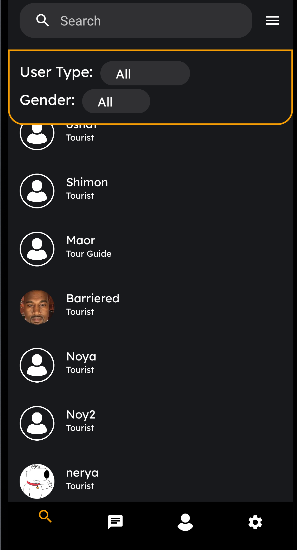 Search
User Type: All
Gender: All
Tourist
Shimon
Tourist
Maor
Tour Guide
Barriered
Tourist
Noya
Tourist
Noy2
Tourist
nerya
Tourist